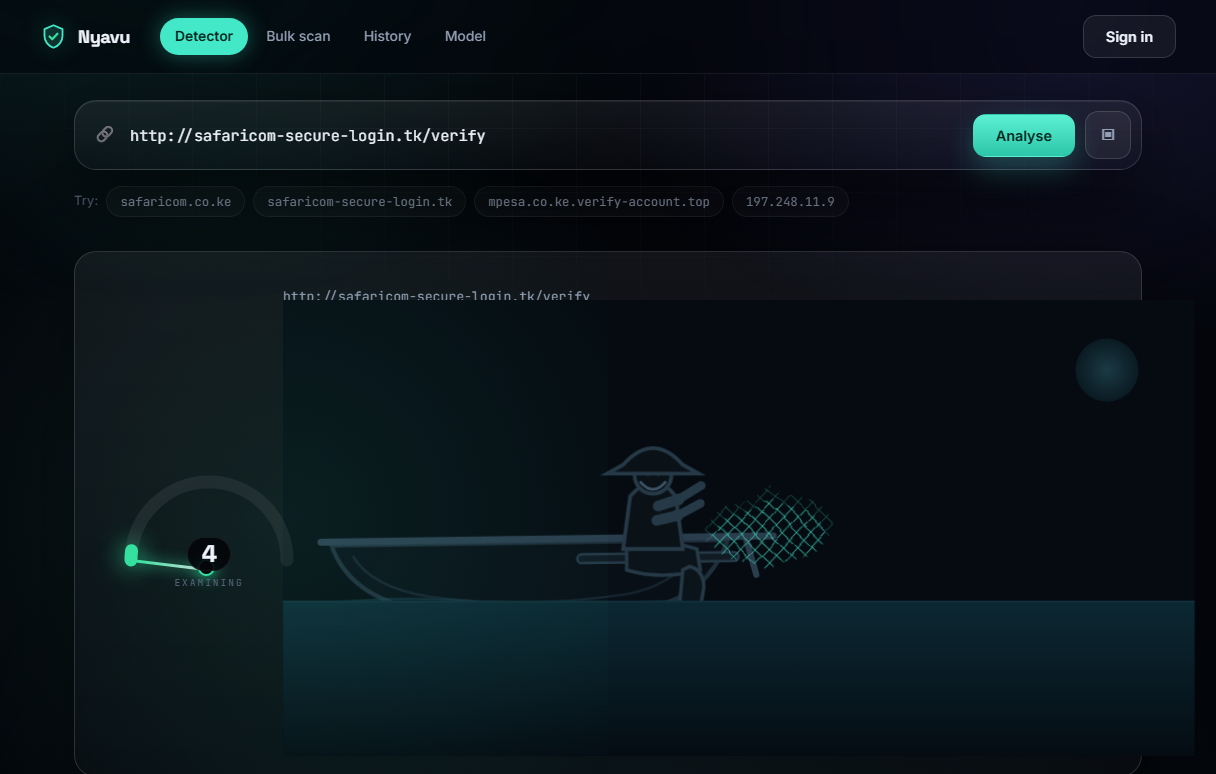 Nyavu
Detector
Bulk scan
History
Model
Sign in
http://safaricom-secure-login.tk/verify
Analyse
Try:
safaricom.co.ke
safaricom-secure-login.tk
mpesa.co.ke.verify-account.top
197.248.11.9
http://safaricom-secure-login.tk/verify
4
EXAMINING